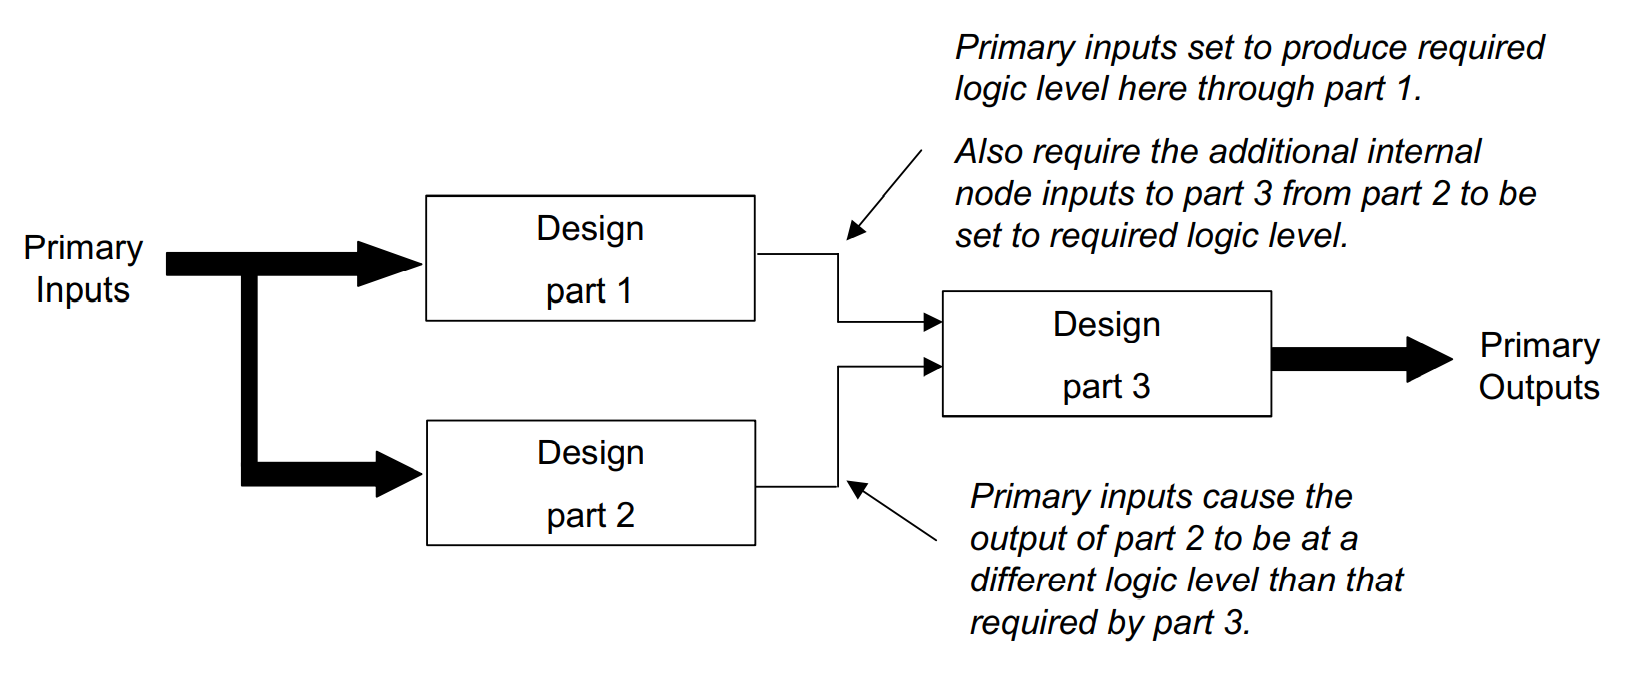 Primary inputs set to produce required
logic level here through part 1.
Also require the additional internal
node inputs to part 3 from part 2 to be
set to required logic level.
Primary
Inputs
Design
part 1
Design
part 2
Design
part 3
Primary
Outputs
Primary inputs cause the
output of part 2 to be at a
different logic level than that
required by part 3.